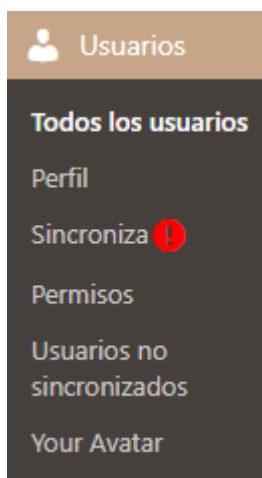 Usuarios
Todos los usuarios
Perfil
Sincroniza !
Permisos
Usuarios no
sincronizados
Your Avatar